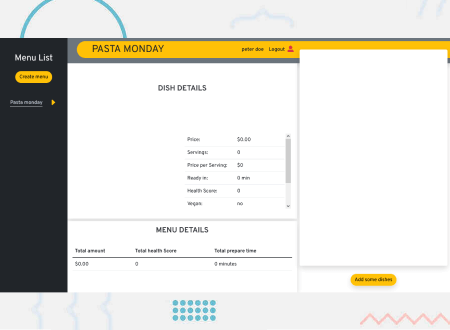 PASTA MONDAY
peter doe Logout
Menu List
Create menu
Pasta monday
DISH DETAILS
Price: $0.00
Servings: 0
Price per Serving: $0
Ready in: 0 min
Health Score: 0
Vegan: no
MENU DETAILS
Total amount Total health Score Total prepare time
$0.00 0 0 minutes
Add some dishes